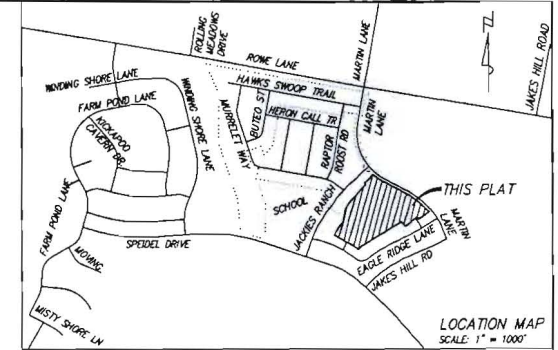 ROLLING
MEADOWS
DRIVE
ROWE LANE
MARTIN LANE
JAKES HILL ROAD
WINDING SHORE LANE
FARM POND LANE
KICKAPOO
CAVERN DR.
WINDING SHORE LANE
MURRELET WAY
HAWKS SWOOP TRAIL
BUTEO ST
HERON CALL TR
RAPTOR
ROOST RD
MARTIN
LANE
SCHOOL
JACKIES RANCH
THIS PLAT
MARTIN
LANE
EAGLE RIDGE LANE
JAKES HILL RD
FARM POND LANE
SPEIDEL DRIVE
MOVING
MISTY SHORE LN
LOCATION MAP
SCALE: 1" = 1000'